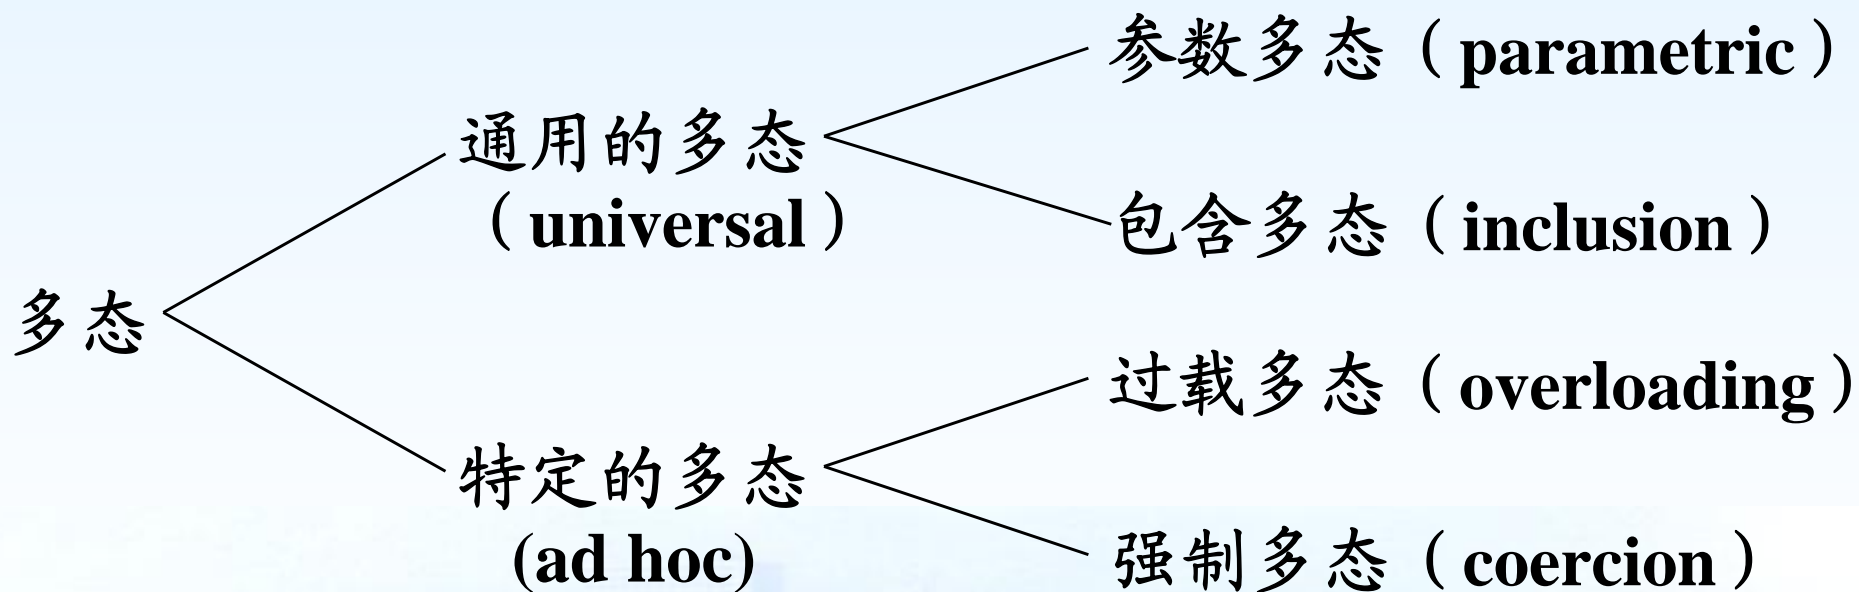 参数多态（parametric）
通用的多态
（universal）
包含多态（inclusion）
多态
过载多态（overloading）
特定的多态
(ad hoc)
强制多态（coercion）